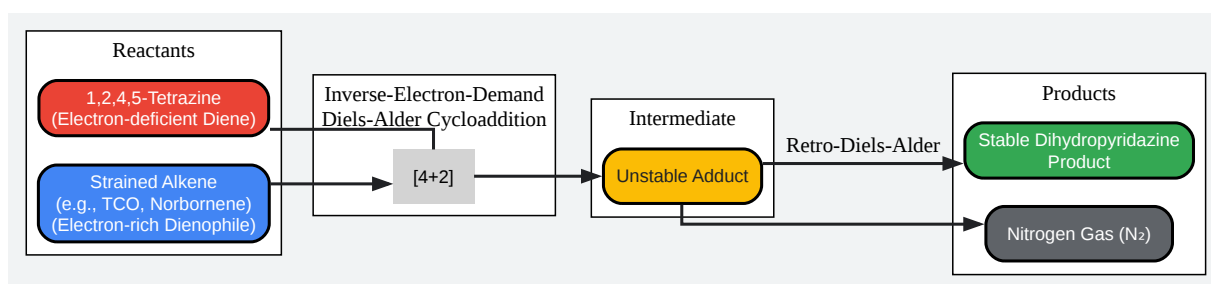 Reactants
1,2,4,5-Tetrazine
(Electron-deficient Diene)
Strained Alkene
(e.g., TCO, Norbornene)
(Electron-rich Dienophile)
Inverse-Electron-Demand
Diels-Alder Cycloaddition
[4+2]
Intermediate
Unstable Adduct
Retro-Diels-Alder
Products
Stable Dihydropyridazine
Product
Nitrogen Gas (N₂)